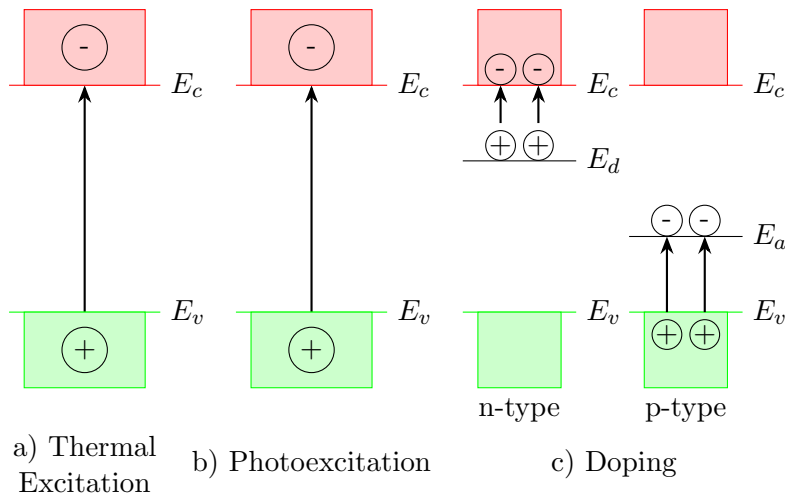 - - - - 
E_c E_c E_c E_c
+ +
E_d
- -
E_a
E_v E_v E_v E_v
+ + + +
n-type p-type
a) Thermal
Excitation
b) Photoexcitation
c) Doping